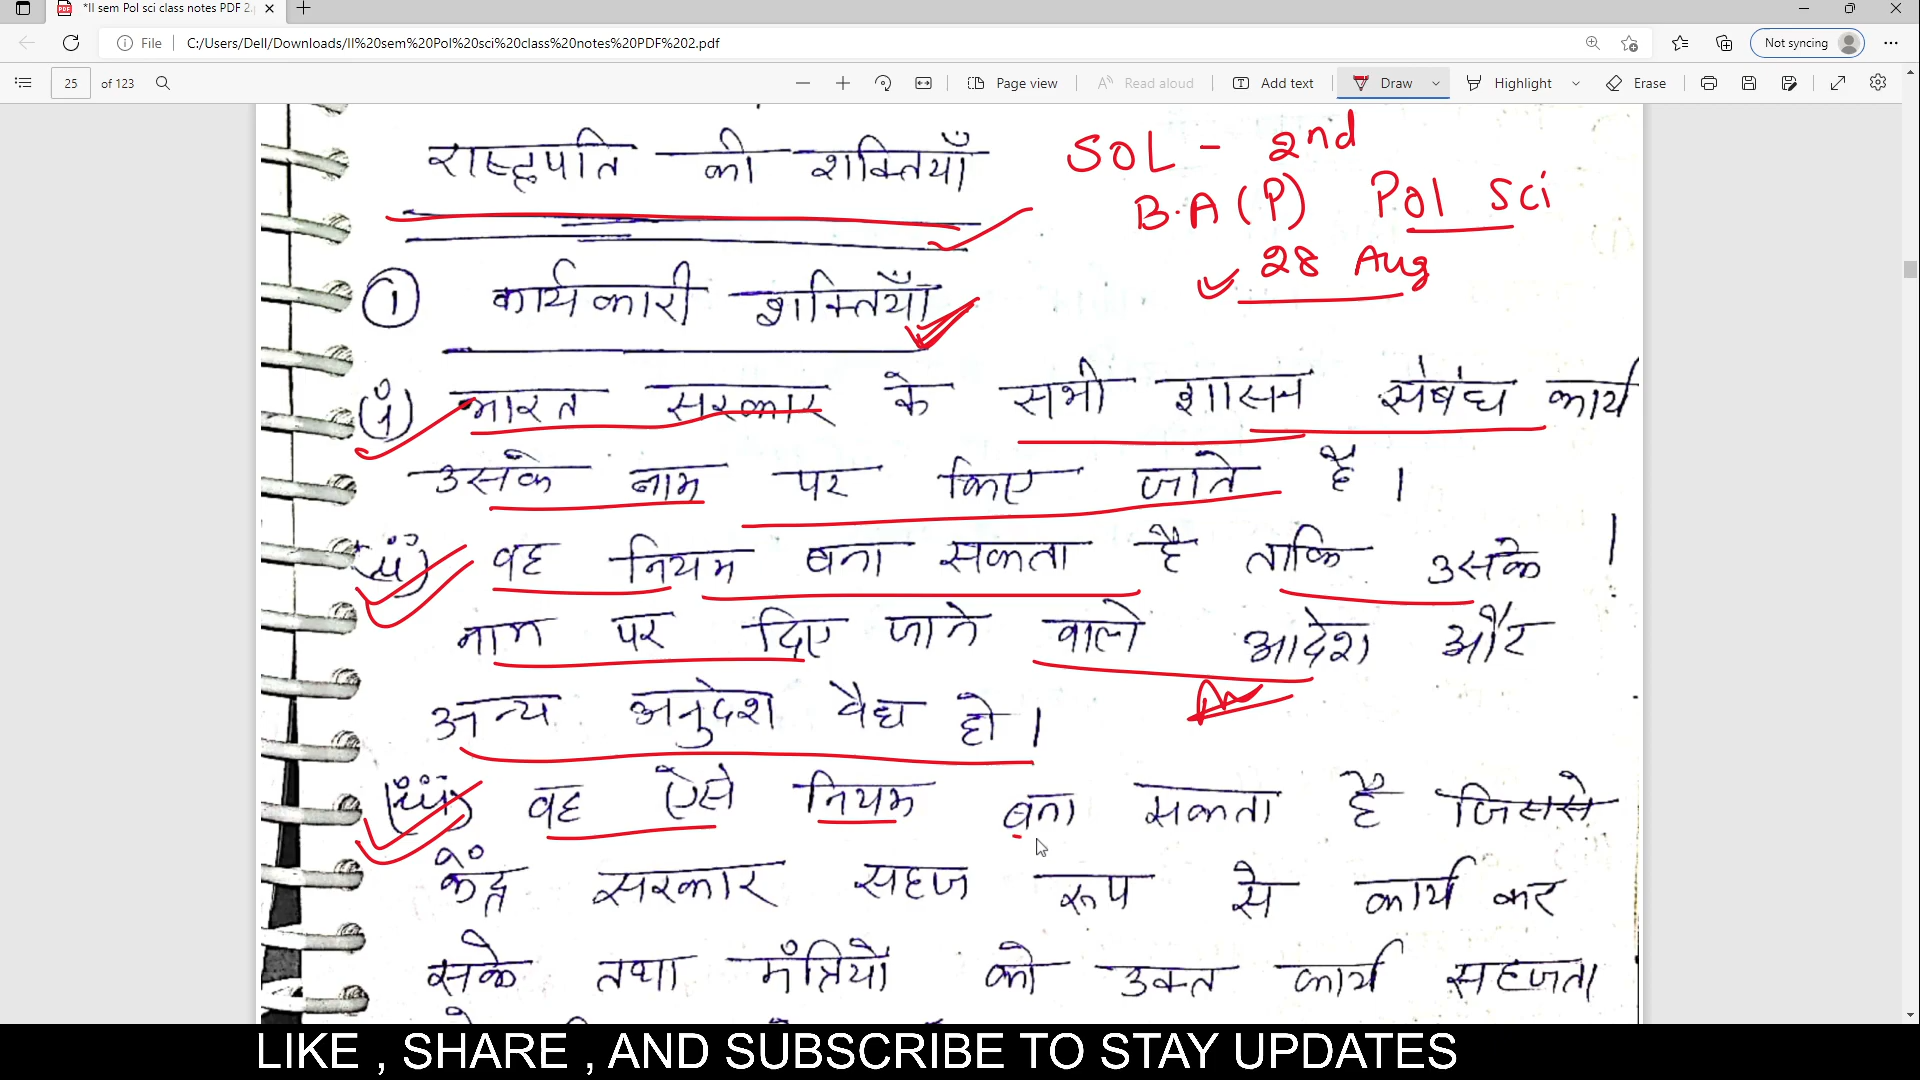 *II sem Pol sci class notes PDF 2.p
File
C:/Users/Dell/Downloads/II%20sem%20Pol%20sci%20class%20notes%20PDF%202.pdf
Not syncing
25 of 123
Page view
Read aloud
Add text
Draw
Highlight
Erase
राष्ट्रपति की शक्तियाँ
SOL - 2nd
B.A (P) Pol Sci
28 Aug
① कार्यकारी शक्तियाँ
(i) भारत सरकार के सभी शासन संबंध कार्य
उसके नाम पर किए जाते है ।
(ii) वह नियम बना सकता है ताकि उसके
नाम पर दिए जाने वाले आदेश और
अन्य अनुदेश वैध हो ।
(iii) वह ऐसे नियम बना सकता है जिससे
केंद्र सरकार सहज रूप से कार्य कर
सके तथा मंत्रियों को उक्त कार्य सहजता
LIKE , SHARE , AND SUBSCRIBE TO STAY UPDATES